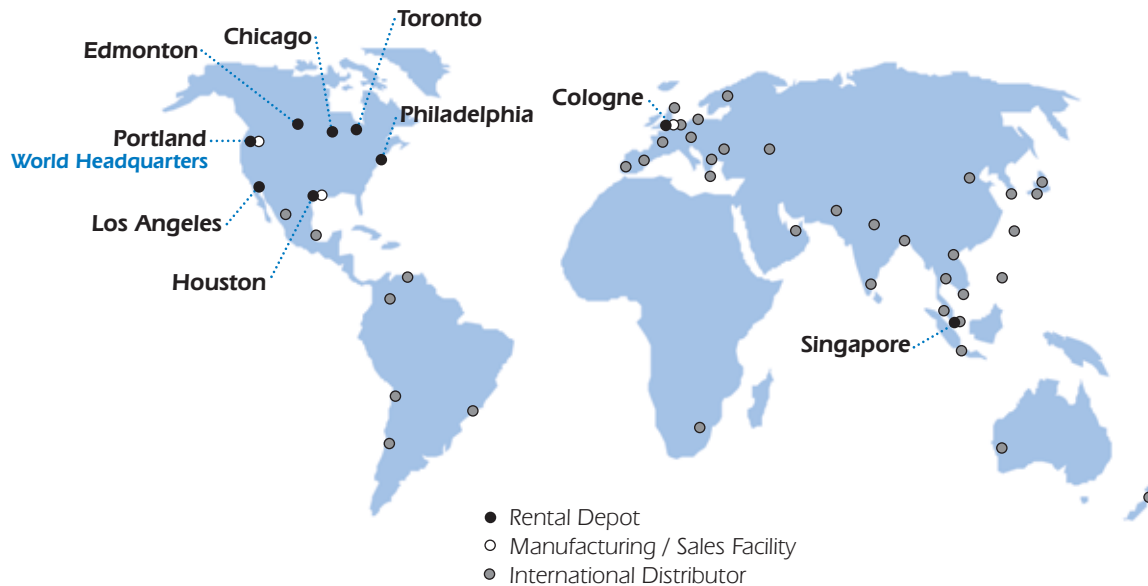 Toronto
Chicago
Edmonton
Cologne
Philadelphia
Portland
World Headquarters
Los Angeles
Houston
Singapore
Rental Depot
Manufacturing / Sales Facility
International Distributor